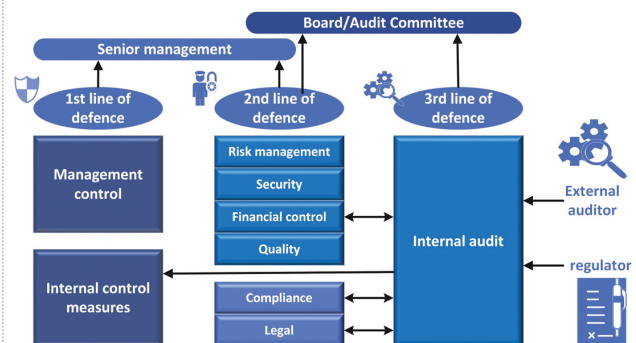 Board/Audit Committee
Senior management
1st line of
defence
2nd line of
defence
3rd line of
defence
Management
control
Internal control
measures
Risk management
Security
Financial control
Quality
Compliance
Legal
Internal audit
External
auditor
regulator